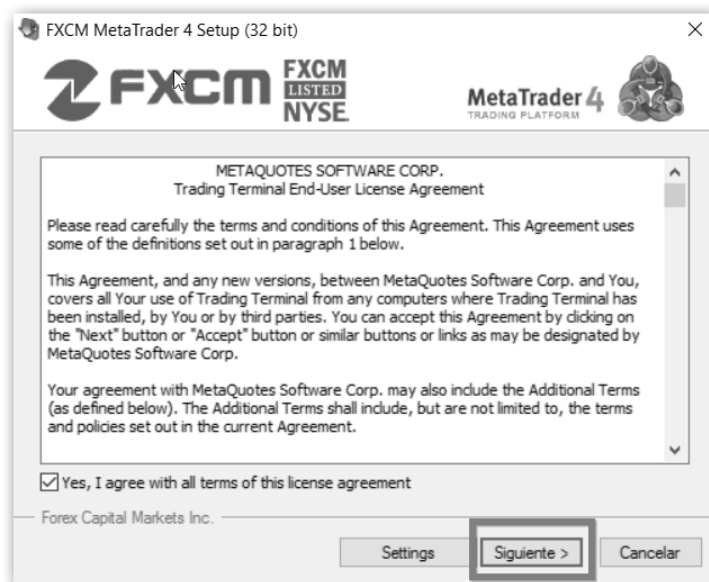 FXCM MetaTrader 4 Setup (32 bit)
FXCM
FXCM
LISTED
NYSE
MetaTrader 4
TRADING PLATFORM
METAQUOTES SOFTWARE CORP.
Trading Terminal End-User License Agreement
Please read carefully the terms and conditions of this Agreement. This Agreement uses
some of the definitions set out in paragraph 1 below.
This Agreement, and any new versions, between MetaQuotes Software Corp. and You,
covers all Your use of Trading Terminal from any computers where Trading Terminal has
been installed, by You or by third parties. You can accept this Agreement by clicking on
the "Next" button or "Accept" button or similar buttons or links as may be designated by
MetaQuotes Software Corp.
Your agreement with MetaQuotes Software Corp. may also include the Additional Terms
(as defined below). The Additional Terms shall include, but are not limited to, the terms
and policies set out in the current Agreement.
Yes, I agree with all terms of this license agreement
Forex Capital Markets Inc.
Settings
Siguiente >
Cancelar